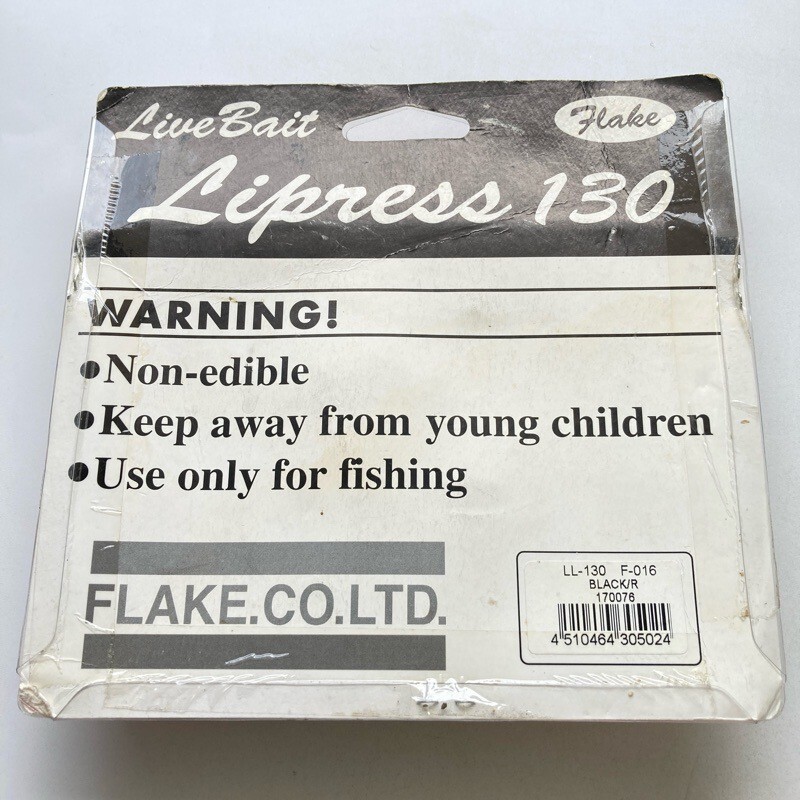 Live Bait
Flake
Lipress 130
WARNING!
●Non-edible
●Keep away from young children
●Use only for fishing
FLAKE.CO.LTD.
LL-130 F-016
BLACK/R
170076
4 510464 305024